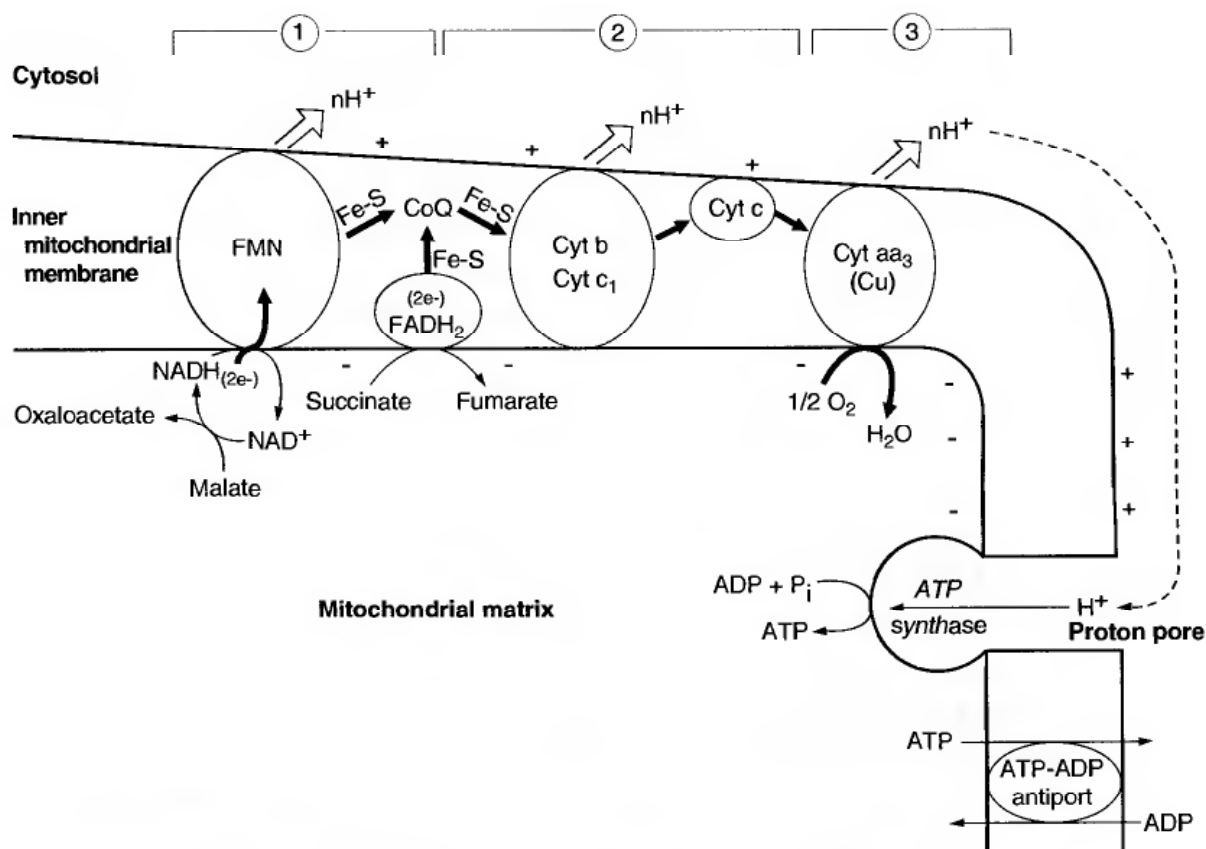 1 2 3
Cytosol
nH+ nH+ nH+
+ + +
Inner
mitochondrial
membrane
FMN
Fe-S
CoQ
Fe-S
Fe-S
(2e-)
FADH2
Cyt b
Cyt c1
Cyt c
Cyt aa3
(Cu)
NADH(2e-)
- - -
Succinate Fumarate
1/2 O2
H2O
Oxaloacetate
NAD+
Malate
- +
- +
- +
Mitochondrial matrix
ADP + Pi
ATP
ATP
synthase
H+
Proton pore
ATP
ATP-ADP
antiport
ADP